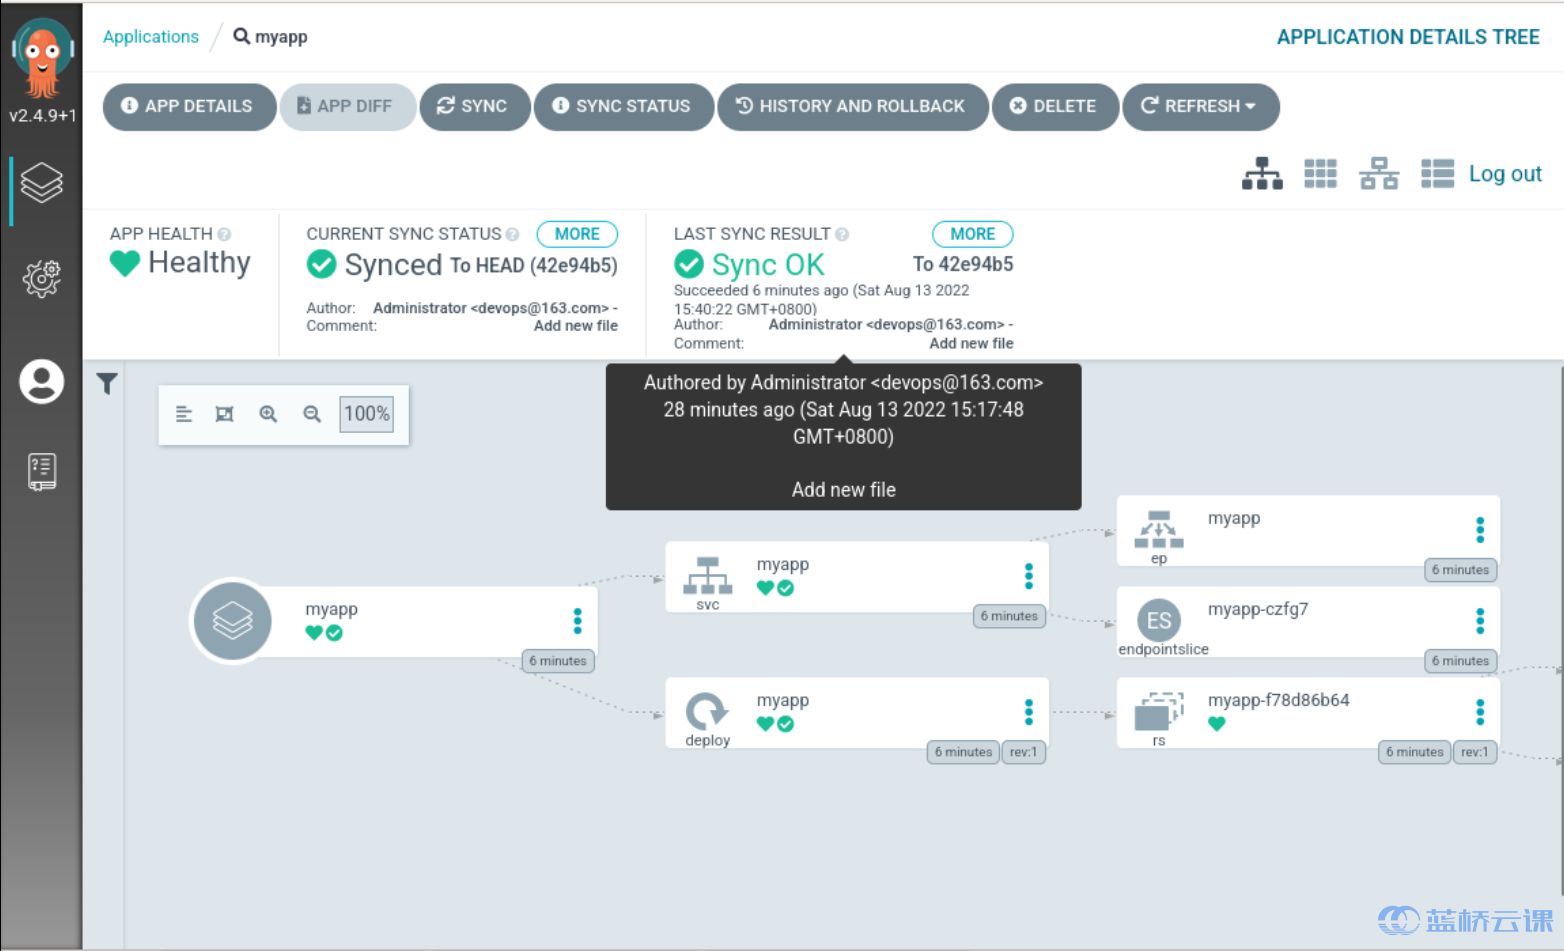 Applications / myapp
APPLICATION DETAILS TREE
APP DETAILS
APP DIFF
SYNC
SYNC STATUS
HISTORY AND ROLLBACK
DELETE
REFRESH
v2.4.9+1
Log out
APP HEALTH
Healthy
CURRENT SYNC STATUS
MORE
Synced To HEAD (42e94b5)
Author: Administrator <devops@163.com> -
Comment: Add new file
LAST SYNC RESULT
MORE
Sync OK To 42e94b5
Succeeded 6 minutes ago (Sat Aug 13 2022
15:40:22 GMT+0800)
Author: Administrator <devops@163.com> -
Comment: Add new file
Authored by Administrator <devops@163.com>
28 minutes ago (Sat Aug 13 2022 15:17:48
GMT+0800)
Add new file
100%
myapp
6 minutes
myapp
svc
6 minutes
myapp
deploy
6 minutes
rev:1
myapp
ep
6 minutes
ES
myapp-czfg7
endpointslice
6 minutes
myapp-f78d86b64
rs
6 minutes
rev:1
蓝桥云课